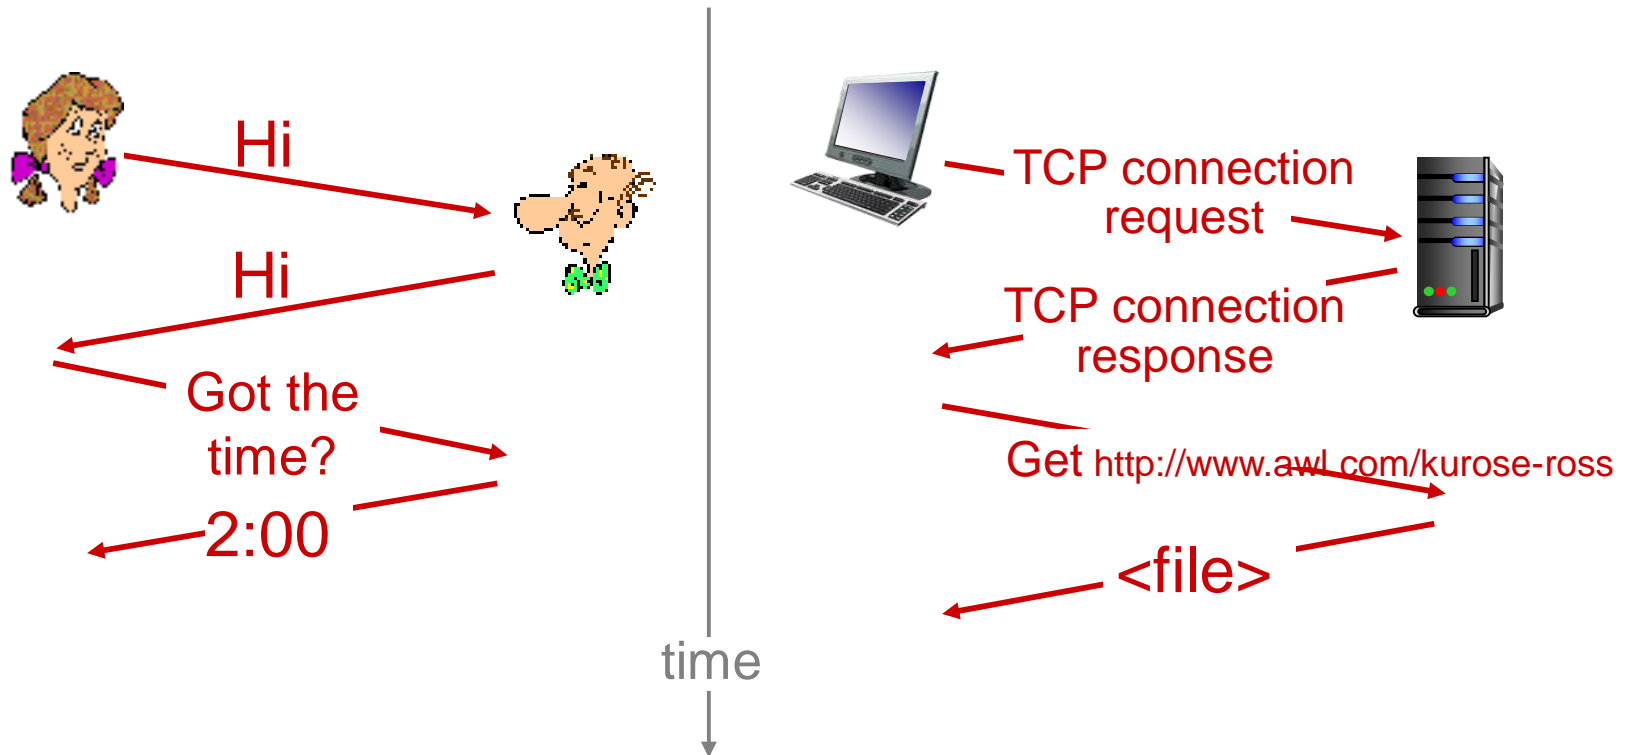 Hi
Hi
Got the
time?
2:00
TCP connection
request
TCP connection
response
Get http://www.awl.com/kurose-ross
<file>
time